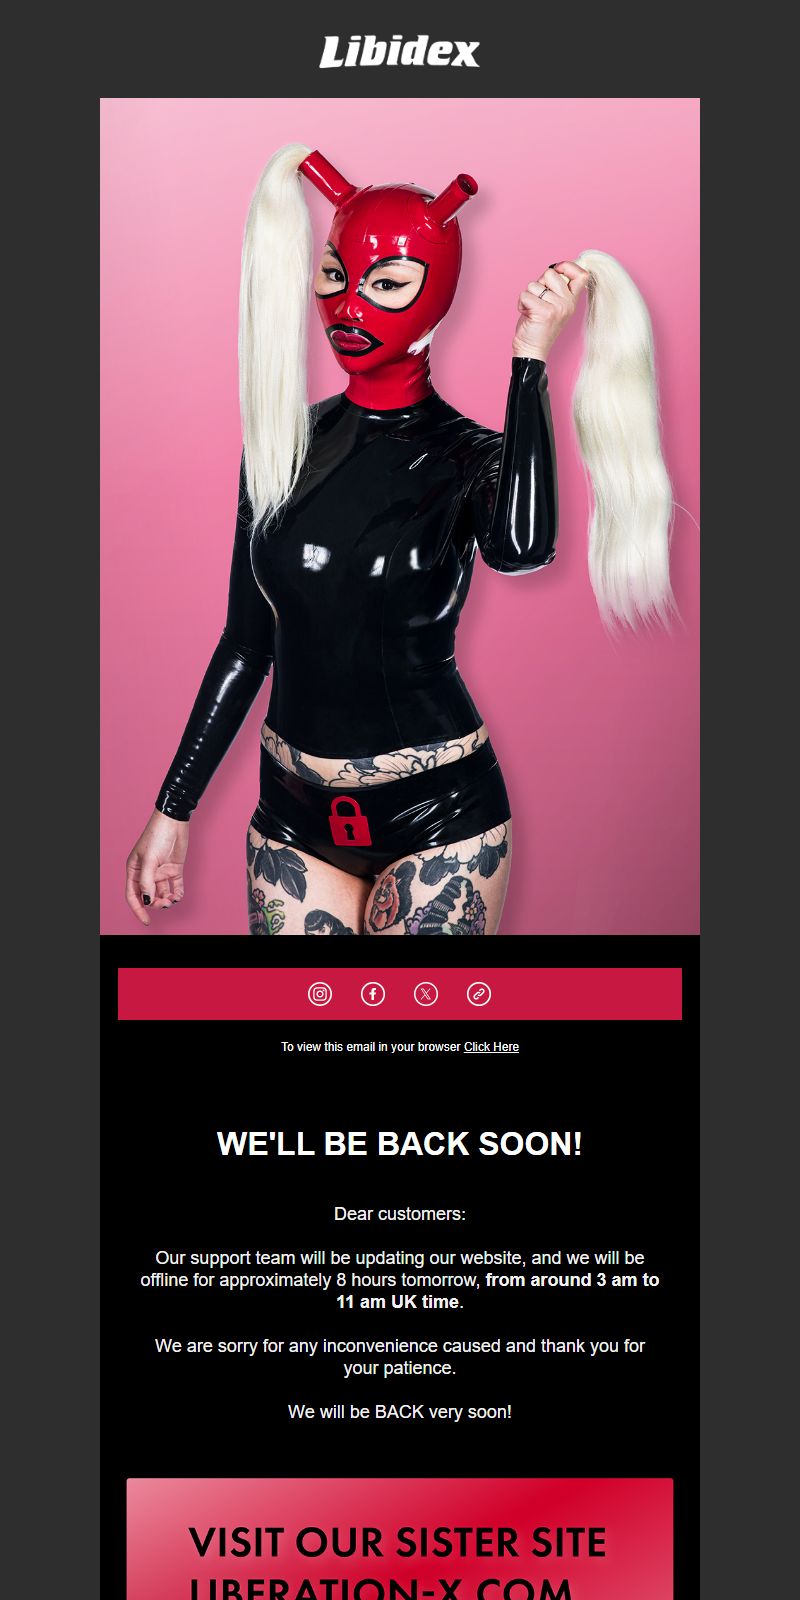 Libidex
To view this email in your browser Click Here
WE'LL BE BACK SOON!
Dear customers:
Our support team will be updating our website, and we will be
offline for approximately 8 hours tomorrow, from around 3 am to
11 am UK time.
We are sorry for any inconvenience caused and thank you for
your patience.
We will be BACK very soon!
VISIT OUR SISTER SITE
LIBERATION-X.COM